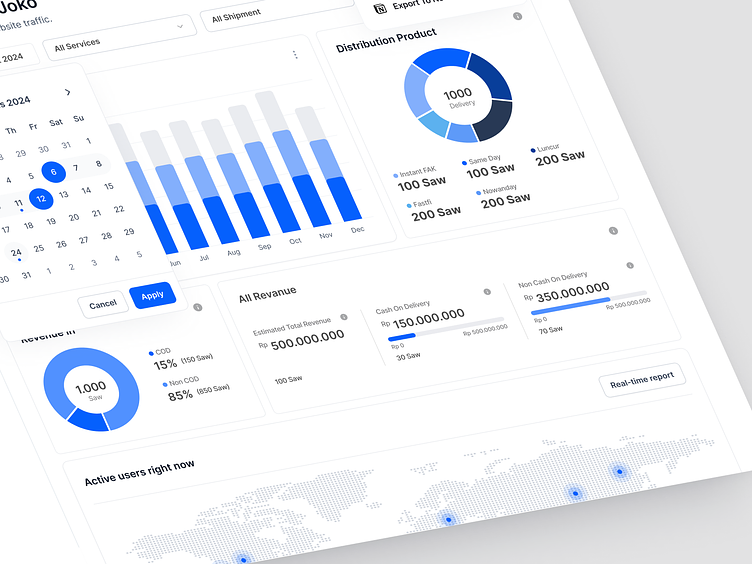 Joko
bsite traffic.
2024
All Services
All Shipment
Export To
s 2024
Th Fr Sat Su
29 30 31 1
4 5 6 7 8
11 12 13 14 15
17 18 19 20 21 22
24 25 26 27 28 29
30 31 1 2 3 4 5
Cancel
Apply
Jun
Jul
Aug
Sep
Oct
Nov
Dec
Distribution Product
1000
Delivery
Instant FAK
100 Saw
Same Day
100 Saw
Luncur
200 Saw
Fastfi
200 Saw
Nowanday
200 Saw
Revenue in
1.000
Saw
COD
15% (150 Saw)
Non COD
85% (850 Saw)
All Revanue
Estimated Total Revenue
Rp 500.000.000
100 Saw
Cash On Delivery
Rp 150.000.000
Rp 0
Rp 500.000.000
30 Saw
Non Cash On Delivery
Rp 350.000.000
Rp 0
Rp 500.000.000
70 Saw
Active users right now
Real-time report